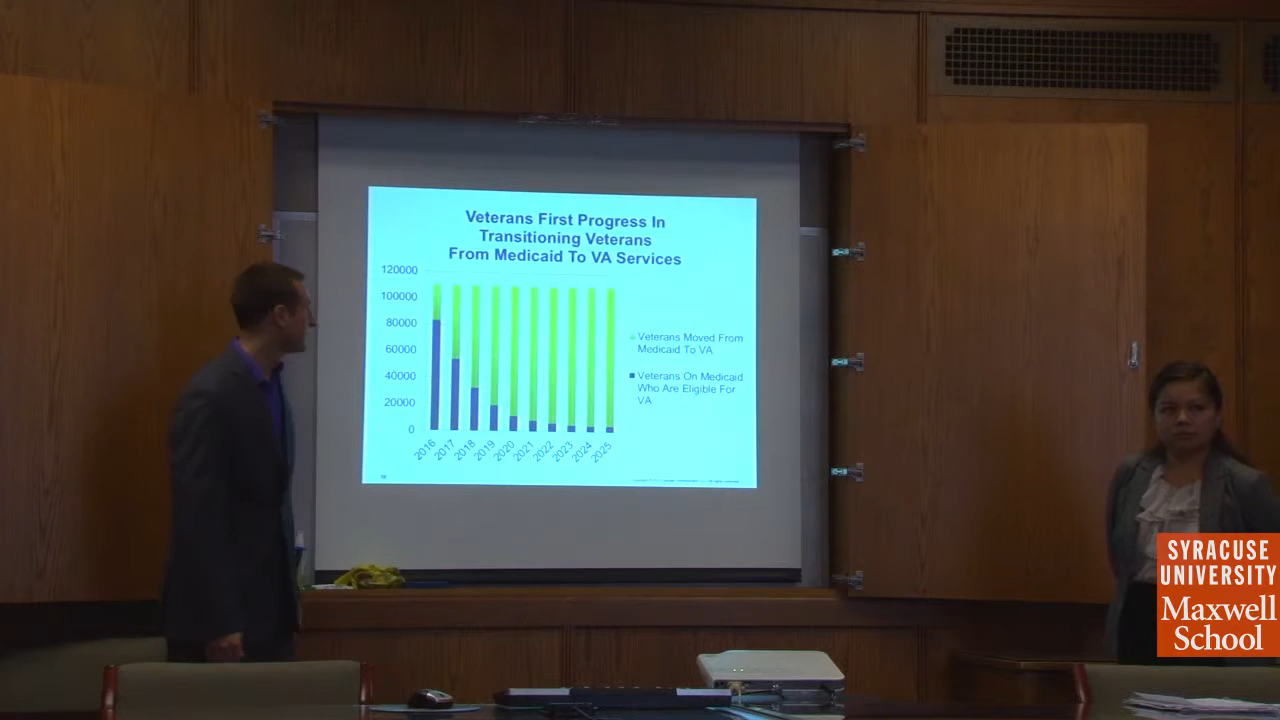 Veterans First Progress In
Transitioning Veterans
From Medicaid To VA Services
120000
100000
80000
60000
40000
20000
0
2016
2017
2018
2019
2020
2021
2022
2023
2024
2025
Veterans Moved From
Medicaid To VA
Veterans On Medicaid
Who Are Eligible For
VA
SYRACUSE
UNIVERSITY
Maxwell
School